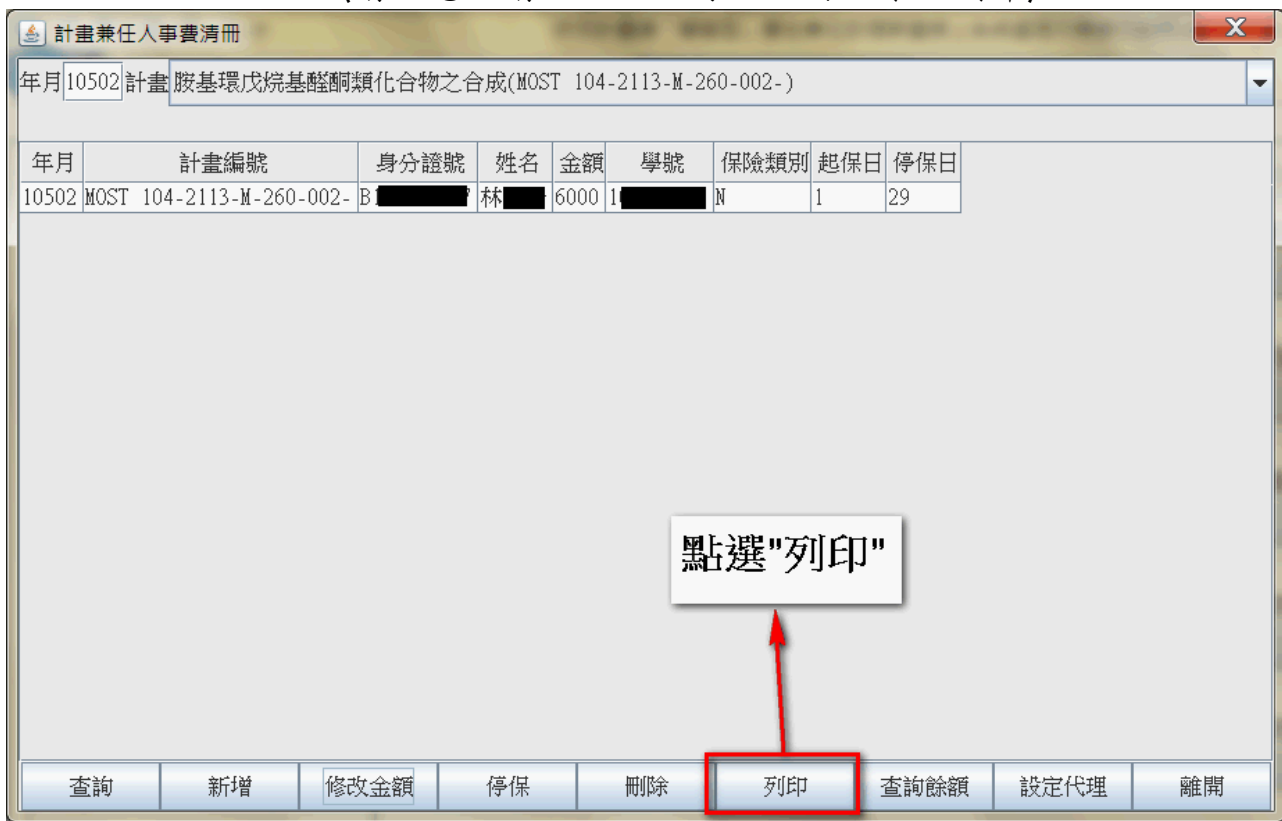 計畫兼任人事費清冊
年月 10502 計畫 胺基環戊烷基醛酮類化合物之合成(MOST 104-2113-M-260-002-)
年月 計畫編號 身分證號 姓名 金額 學號 保險類別 起保日 停保日
10502 MOST 104-2113-M-260-002- B1 林 6000 1 N 1 29
點選"列印"
查詢 新增 修改金額 停保 刪除 列印 查詢餘額 設定代理 離開